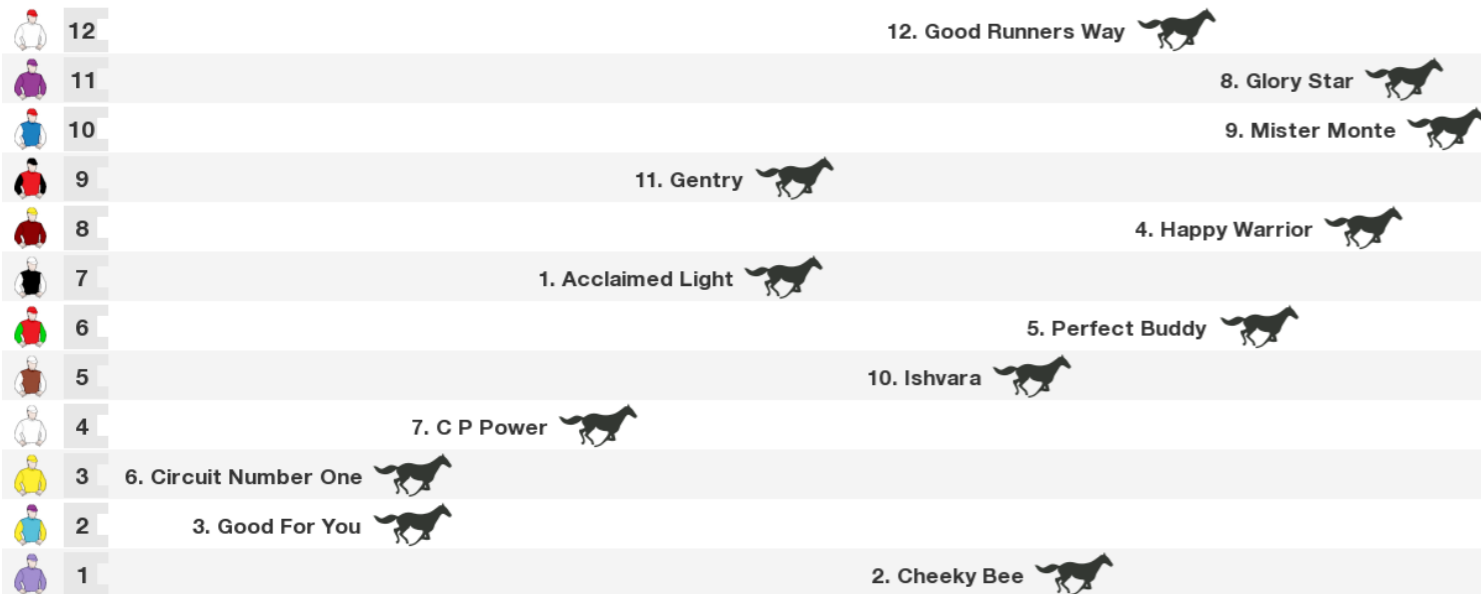 12 12. Good Runners Way
11 8. Glory Star
10 9. Mister Monte
9 11. Gentry
8 4. Happy Warrior
7 1. Acclaimed Light
6 5. Perfect Buddy
5 10. Ishvara
4 7. C P Power
3 6. Circuit Number One
2 3. Good For You
1 2. Cheeky Bee